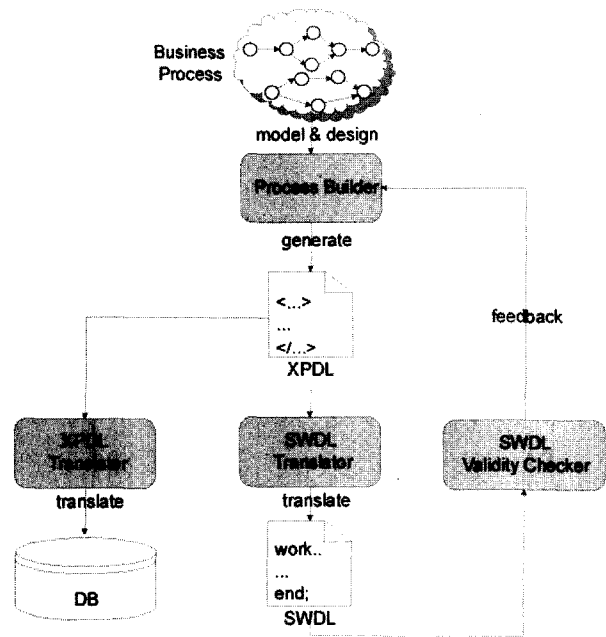 Business
Process
model & design
Process Builder
generate
<...>
...
</...>
XPDL
feedback
XPDL
Translator
SWDL
Translator
SWDL
Validity Checker
translate
translate
DB
work..
...
end;
SWDL